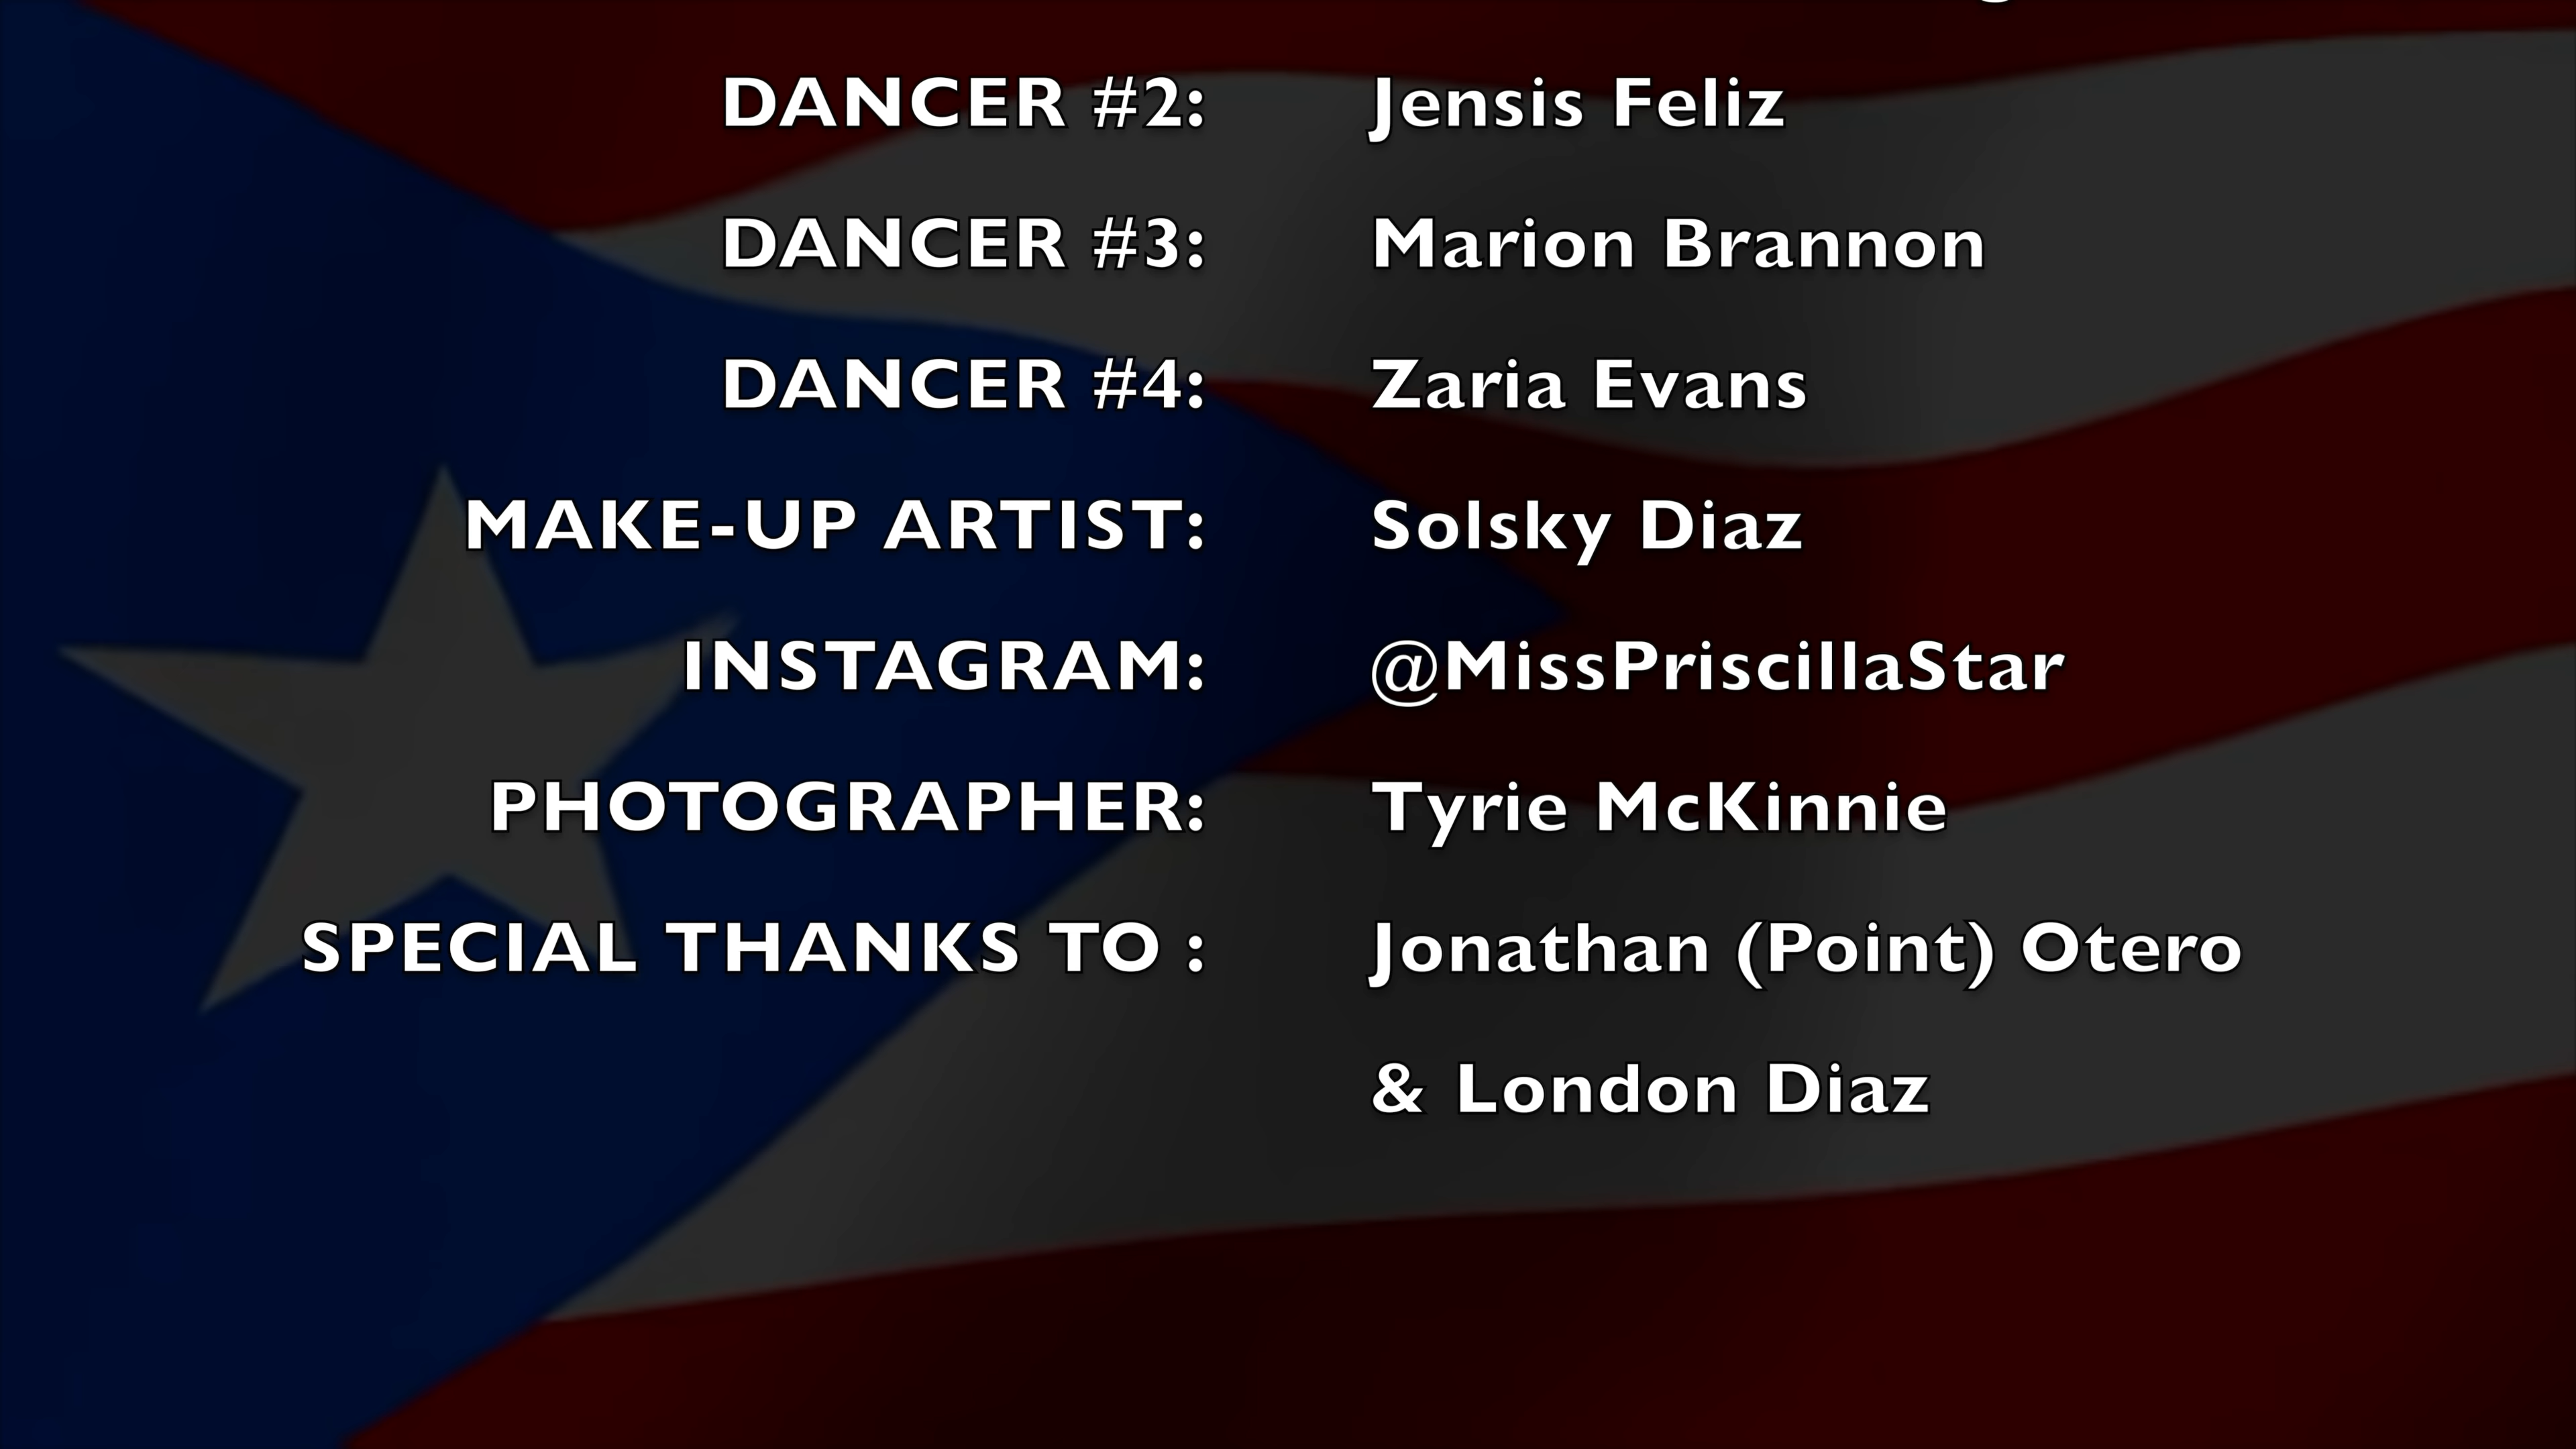 DANCER #2: Jensis Feliz
DANCER #3: Marion Brannon
DANCER #4: Zaria Evans
MAKE-UP ARTIST: Solsky Diaz
INSTAGRAM: @MissPriscillaStar
PHOTOGRAPHER: Tyrie McKinnie
SPECIAL THANKS TO : Jonathan (Point) Otero
& London Diaz